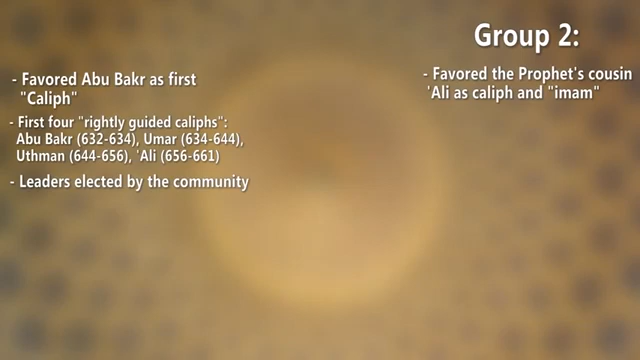 Group 2:
- Favored Abu Bakr as first
"Caliph"
- First four "rightly guided caliphs":
Abu Bakr (632-634), Umar (634-644),
Uthman (644-656), 'Ali (656-661)
- Leaders elected by the community
- Favored the Prophet's cousin
'Ali as caliph and "imam"